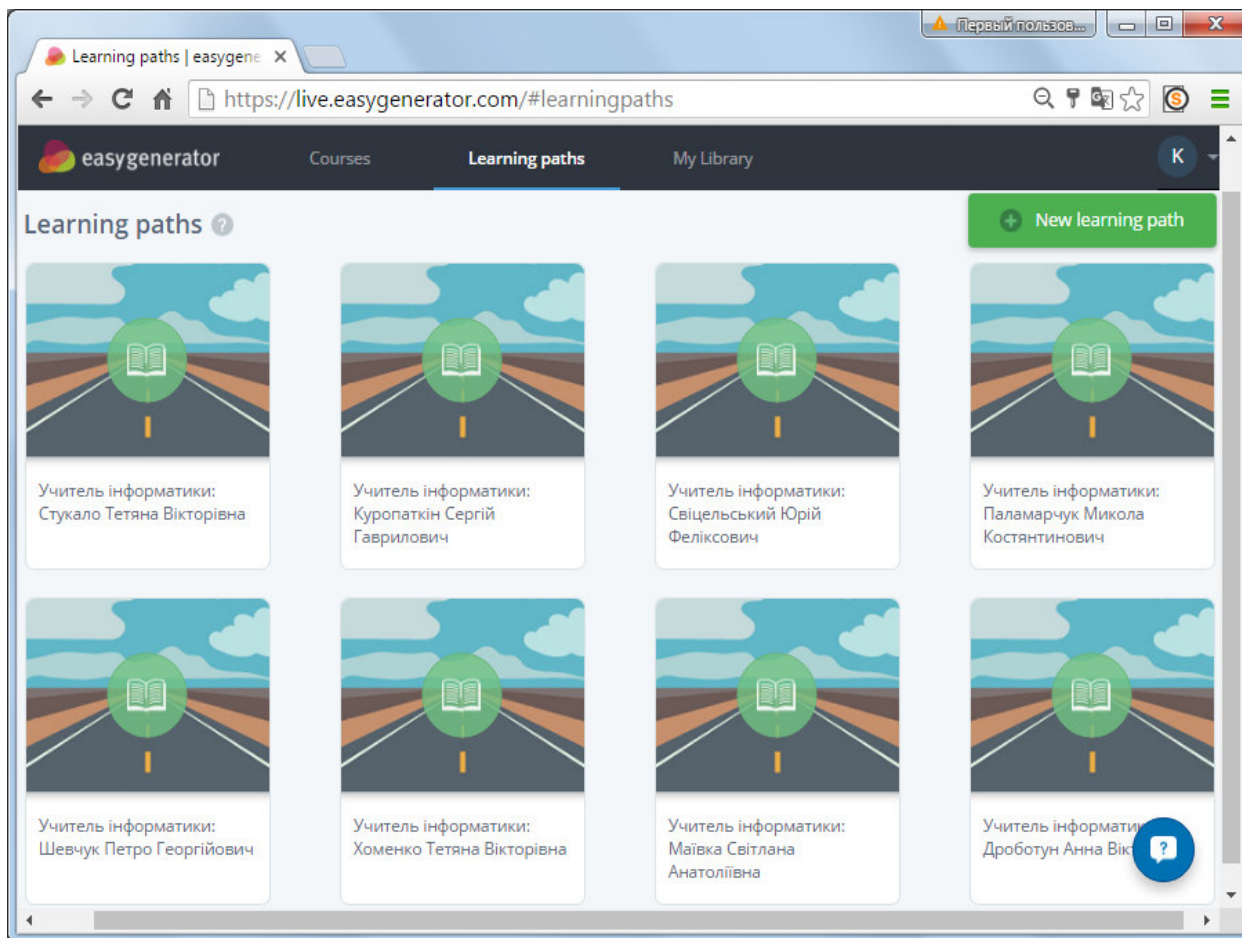 Первый пользов...
Learning paths | easygene
https://live.easygenerator.com/#learningpaths
easygenerator Courses Learning paths My Library K
Learning paths ?
New learning path
Учитель інформатики:
Стукало Тетяна Вікторівна
Учитель інформатики:
Куропаткін Сергій
Гаврилович
Учитель інформатики:
Свіцельський Юрій
Феліксович
Учитель інформатики:
Паламарчук Микола
Костянтинович
Учитель інформатики:
Шевчук Петро Георгійович
Учитель інформатики:
Хоменко Тетяна Вікторівна
Учитель інформатики:
Маївка Світлана
Анатоліївна
Учитель інформати
Дроботун Анна Вік